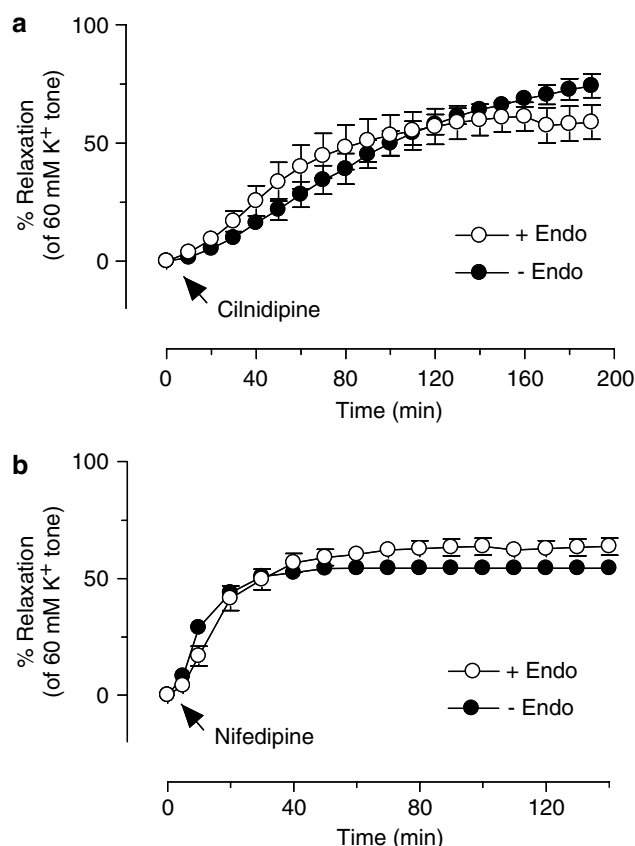 a
100
50
0
% Relaxation
(of 60 mM K⁺ tone)
+ Endo
- Endo
Cilnidipine
0 40 80 120 160 200
Time (min)
b
100
50
0
% Relaxation
(of 60 mM K⁺ tone)
+ Endo
- Endo
Nifedipine
0 40 80 120
Time (min)